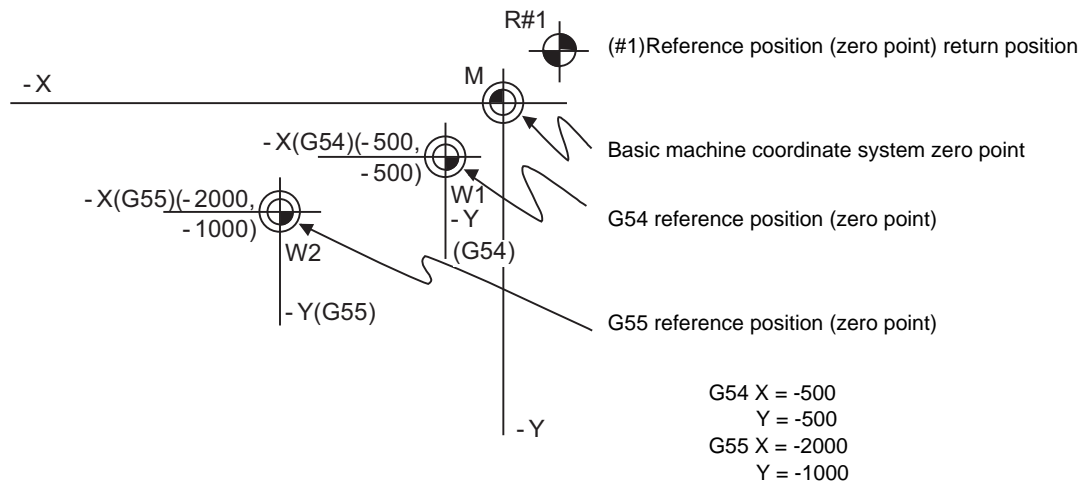 R#1
(#1)Reference position (zero point) return position
M
- X
- X(G54)(- 500,
- 500)
Basic machine coordinate system zero point
W1
- X(G55)(- 2000,
- 1000)
- Y
G54 reference position (zero point)
W2
(G54)
- Y(G55)
G55 reference position (zero point)
G54 X = -500
Y = -500
- Y
G55 X = -2000
Y = -1000